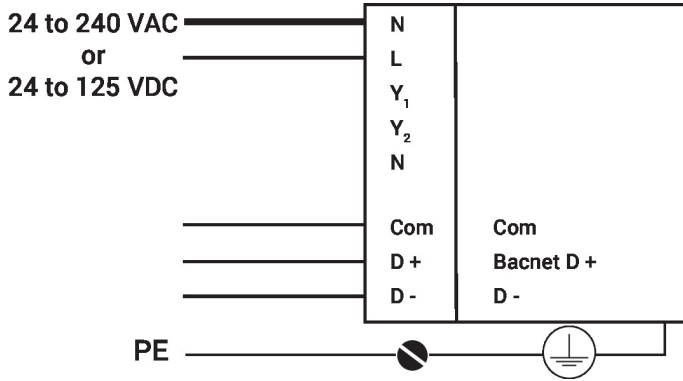 24 to 240 VAC
or
24 to 125 VDC
N
L
Y₁
Y₂
N
Com Com
D + Bacnet D +
D - D -
PE